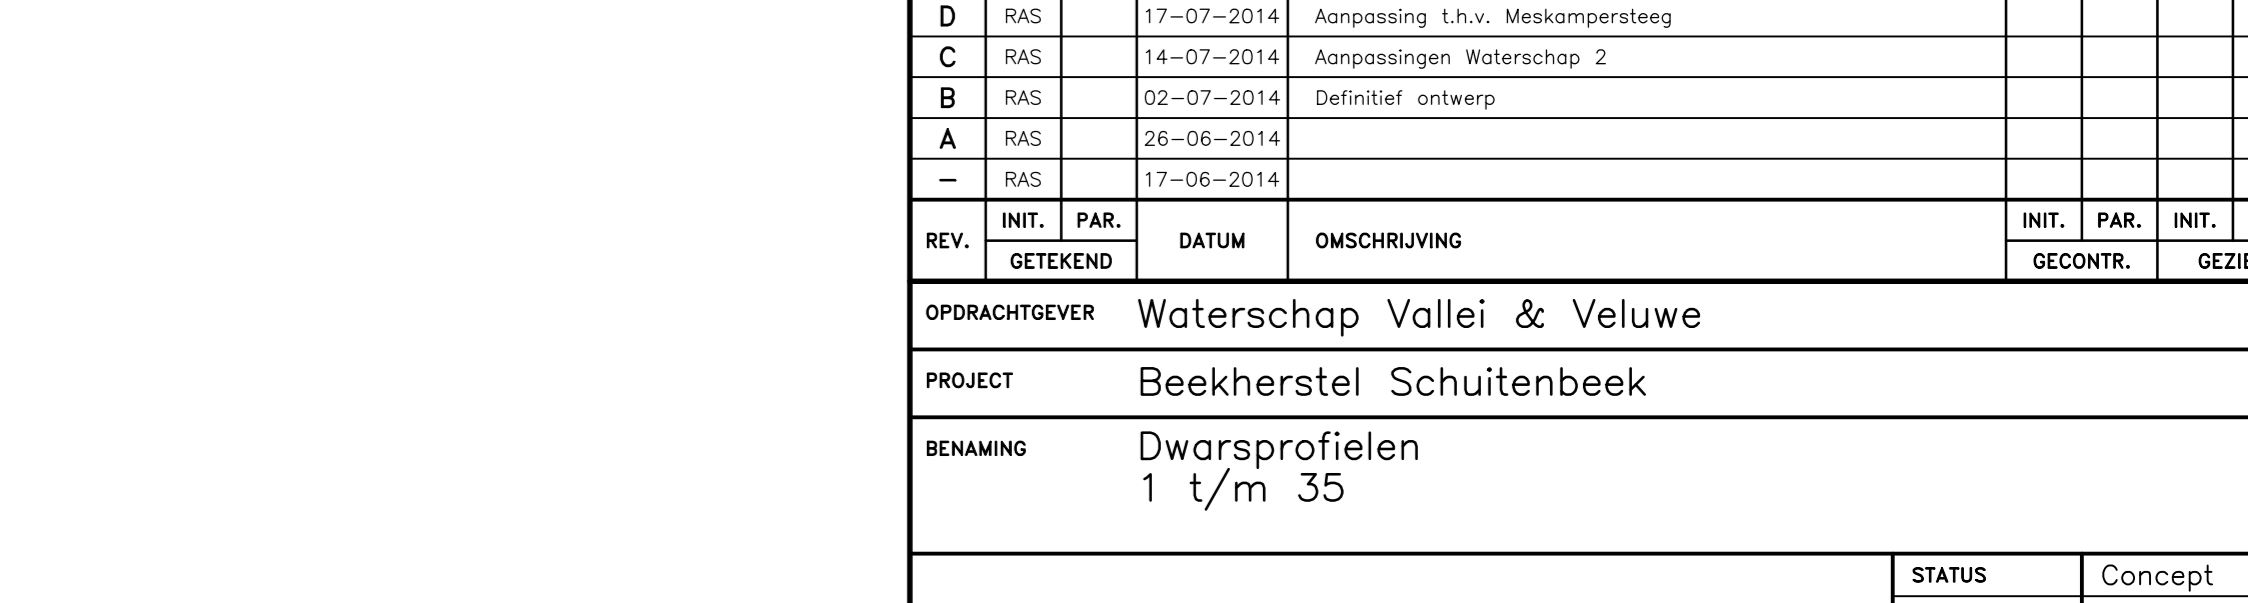 D RAS 17-07-2014 Aanpassing t.h.v. Meskampersteeg
C RAS 14-07-2014 Aanpassingen Waterschap 2
B RAS 02-07-2014 Definitief ontwerp
A RAS 26-06-2014
- RAS 17-06-2014
INIT. PAR. INIT. PAR. INIT.
REV. DATUM OMSCHRIJVING
GETEKEND GECONTR.
OPDRACHTGEVER Waterschap Vallei & Veluwe
PROJECT Beekherstel Schuitenbeek
BENAMING Dwarsprofielen
1 t/m 35
STATUS Concept